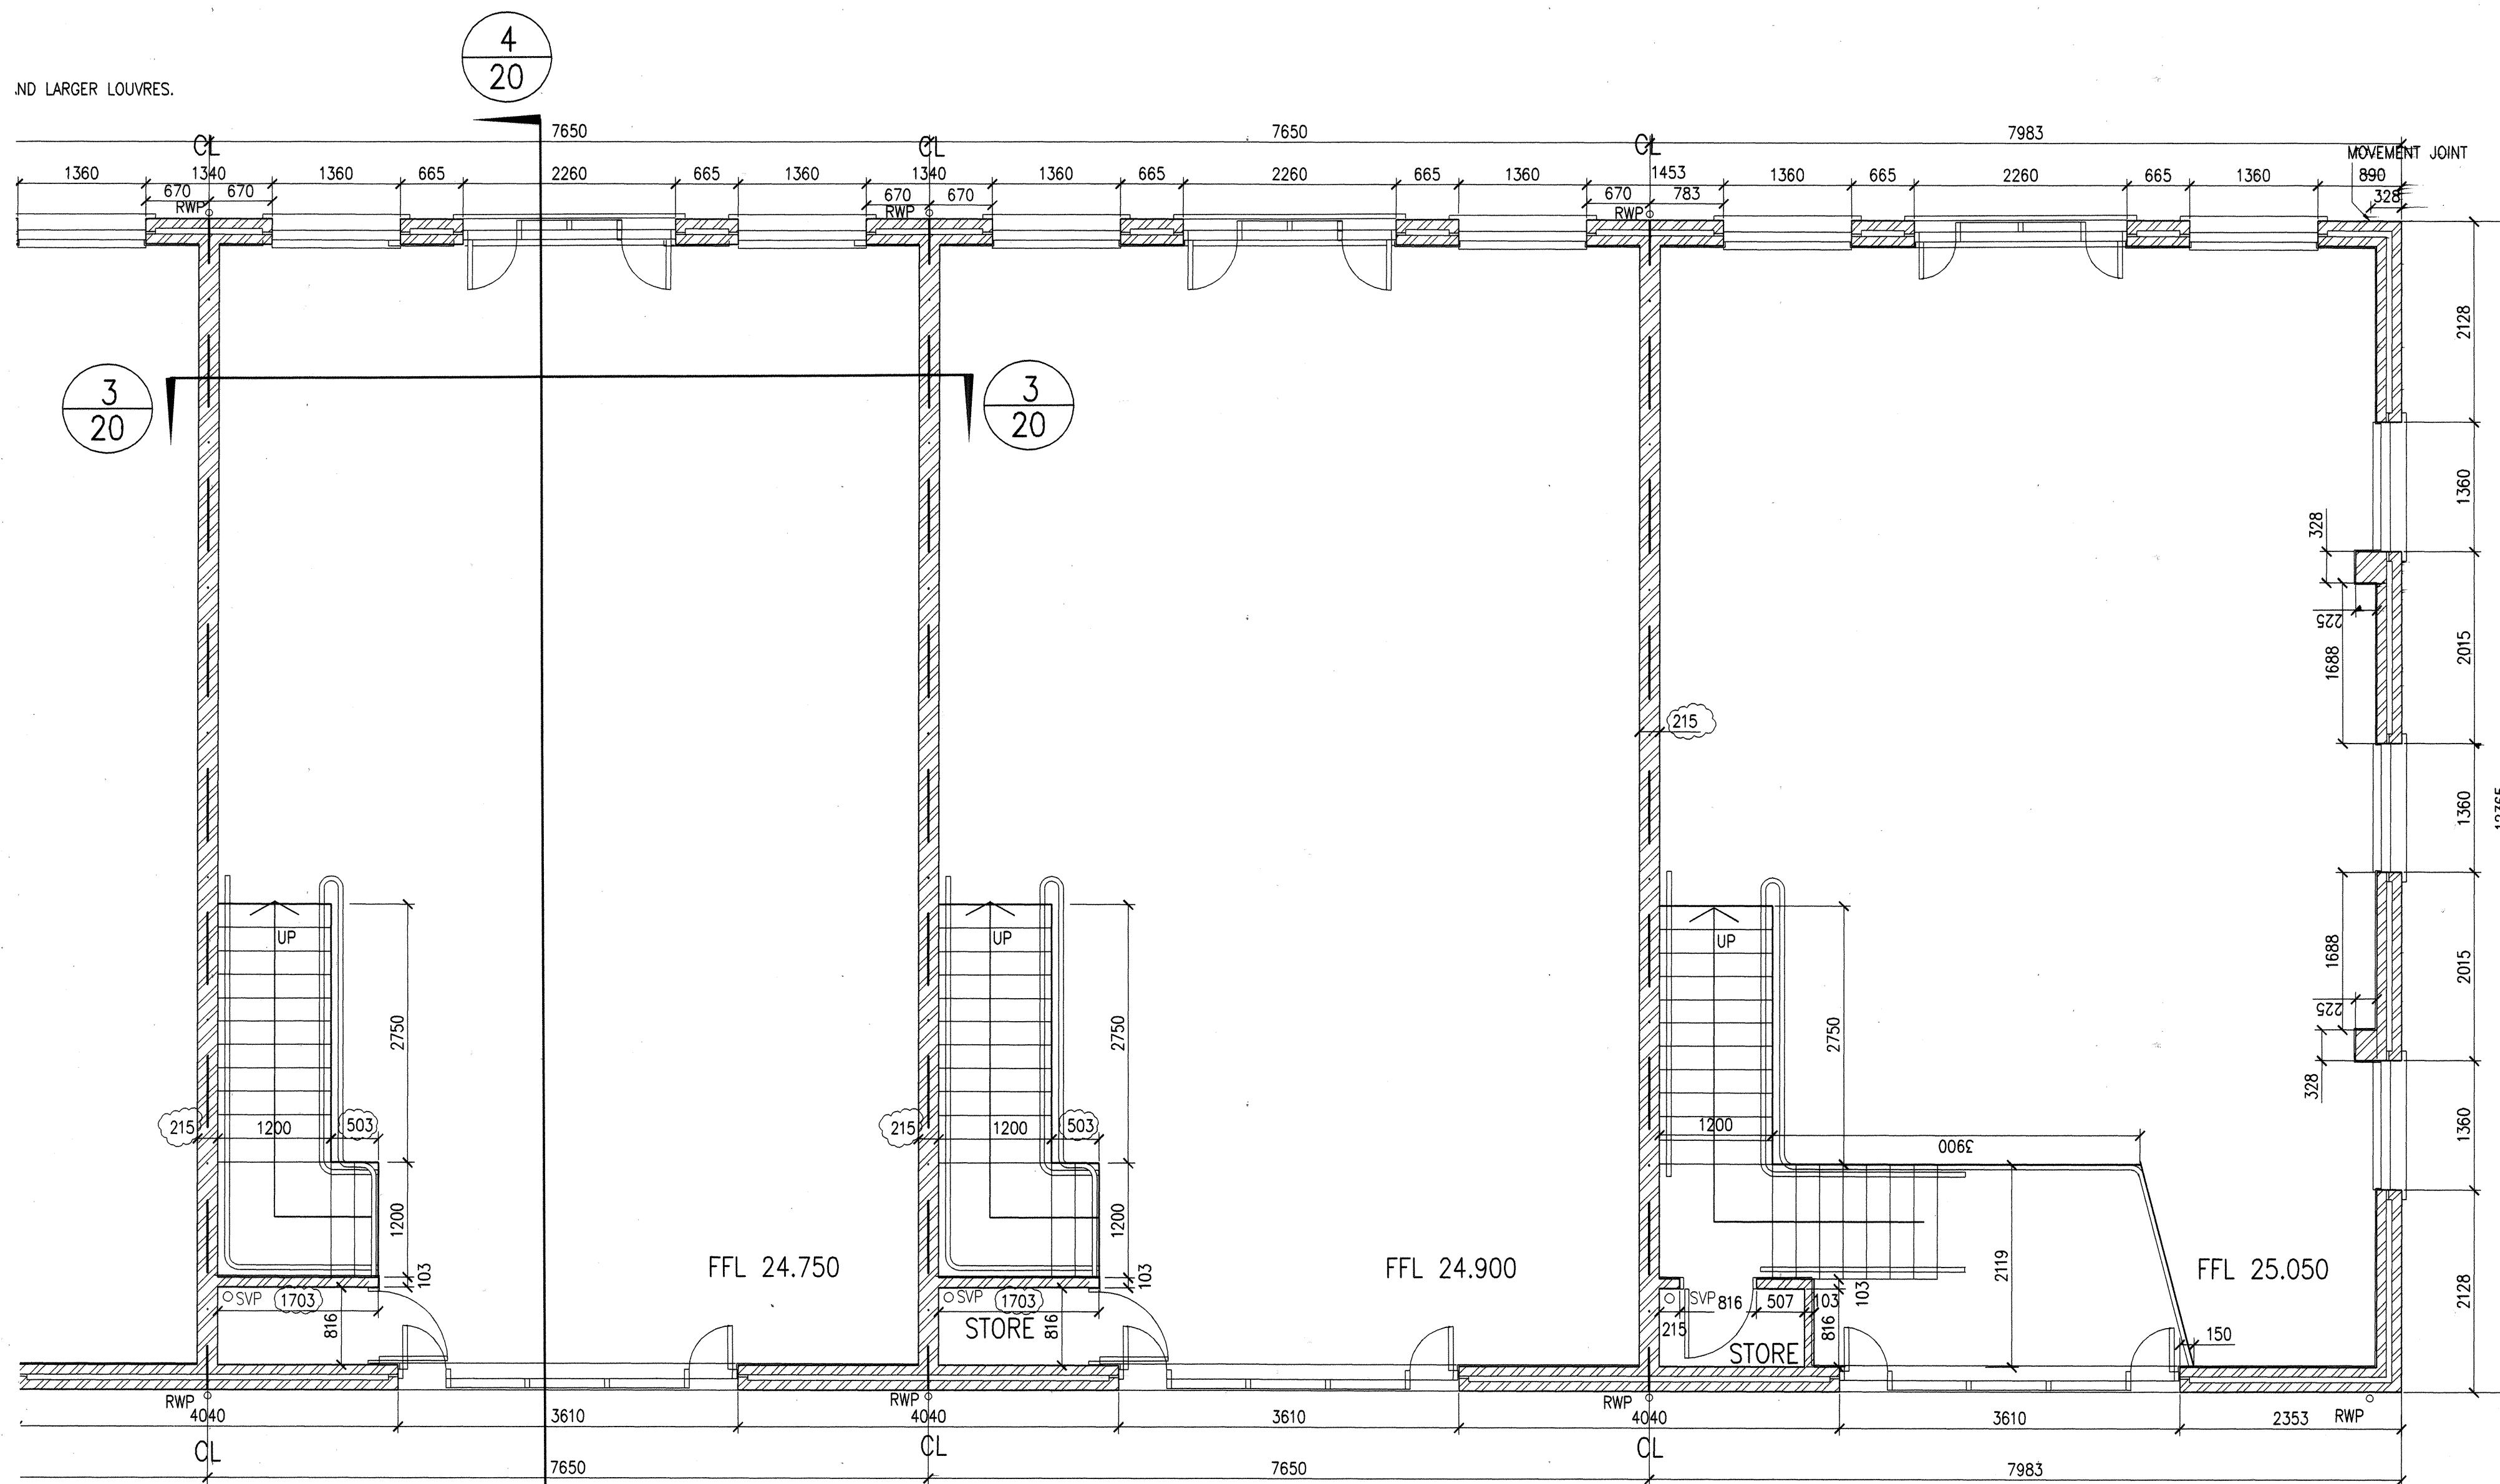 4
20
.ND LARGER LOUVRES.
7650 7650 7983
CL CL CL
MOVEMENT JOINT
1360 1340 1360 665 2260 665 1360 1340 1360 665 2260 665 1360 1453 1360 665 2260 665 1360 890
670 670 670 670 670 783 328
RWP RWP RWP
2128
3
20
3
20
1360
328
225
2015
1688
215
1360
12365
UP UP UP
1688
2015
225
2750 2750 2750
328
215 1200 503 215 1200 503 1200
1360
3900
1200 1200
2119
FFL 24.750 FFL 24.900 FFL 25.050
103 103 103
SVP 1703 SVP 1703 SVP 816 507 103
2128
816 816 215 816 150
STORE STORE
RWP RWP RWP RWP
4040 3610 4040 3610 4040 3610 2353
CL CL CL
7650 7650 7983